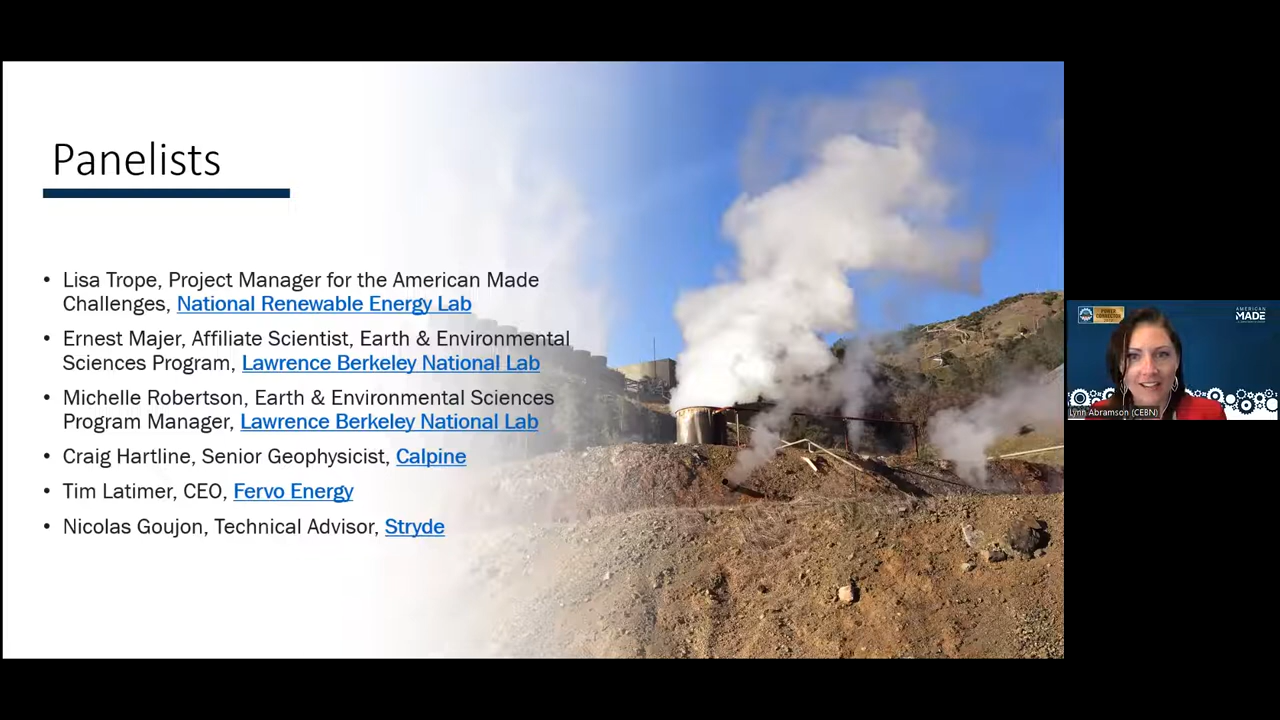 Panelists
• Lisa Trope, Project Manager for the American Made
Challenges, National Renewable Energy Lab
• Ernest Majer, Affiliate Scientist, Earth & Environmental
Sciences Program, Lawrence Berkeley National Lab
• Michelle Robertson, Earth & Environmental Sciences
Program Manager, Lawrence Berkeley National Lab
• Craig Hartline, Senior Geophysicist, Calpine
• Tim Latimer, CEO, Fervo Energy
• Nicolas Goujon, Technical Advisor, Stryde
POWER
CONNECTOR
AMERICAN
MADE
Lynn Abramson (CEBN)